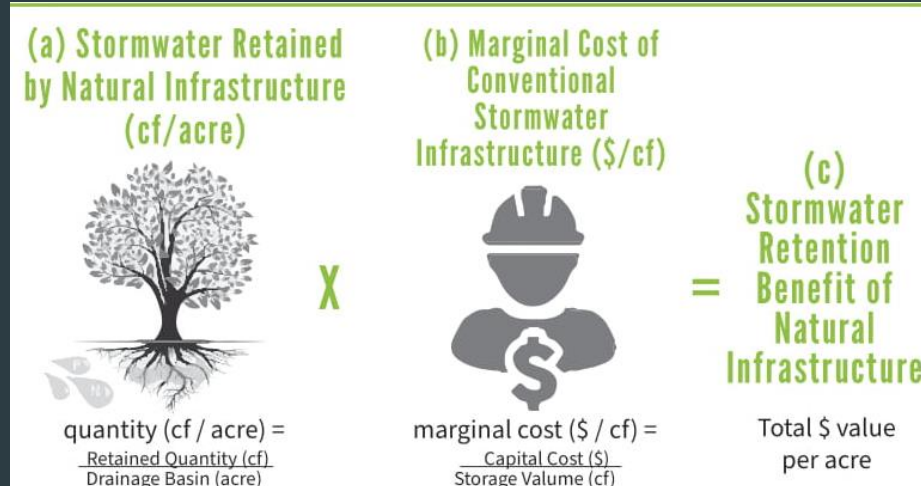 (a) Stormwater Retained
by Natural Infrastructure
(cf/acre)
X
quantity (cf / acre) =
Retained Quantity (cf)
Drainage Basin (acre)
(b) Marginal Cost of
Conventional
Stormwater
Infrastructure ($/cf)
$
marginal cost ($ / cf) =
Capital Cost ($)
Storage Valume (cf)
=
(c)
Stormwater
Retention
Benefit of
Natural
Infrastructure
Total $ value
per acre